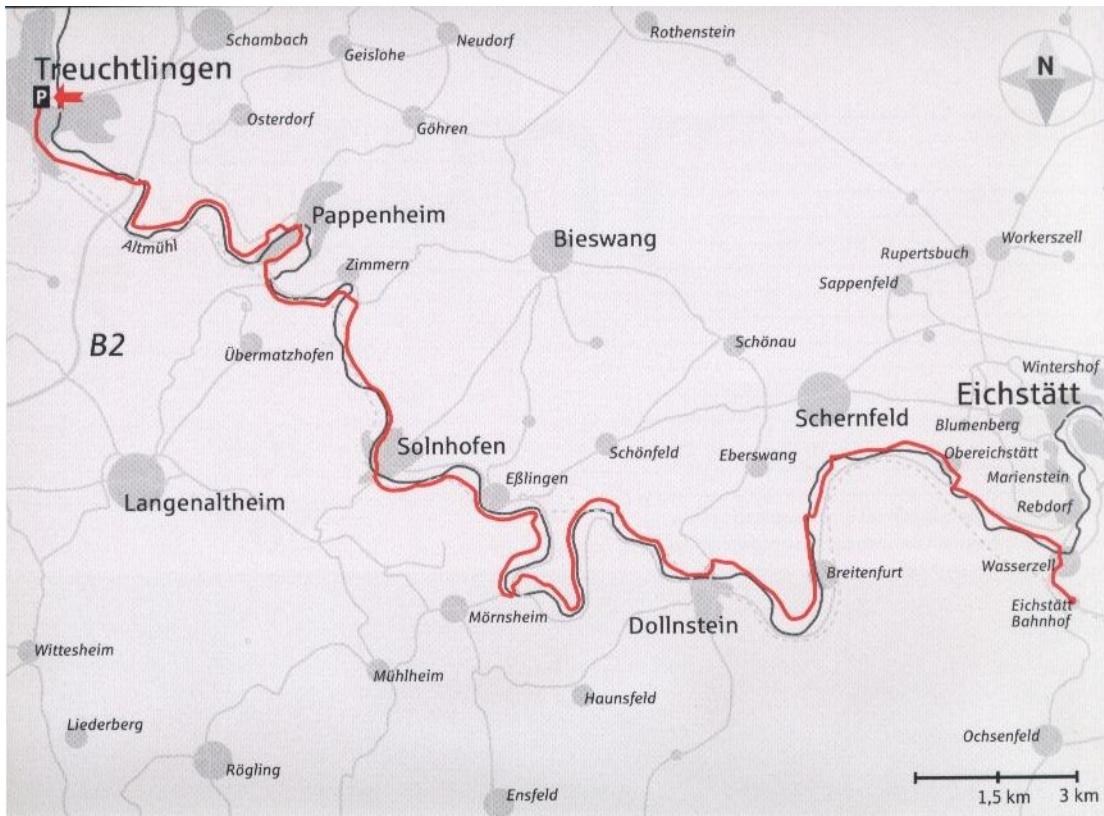 Schambach
Geislohe
Neudorf
Rothenstein
Treuchtlingen
P
N
Osterdorf
Göhren
Pappenheim
Altmühl
Bieswang
Workerszell
Rupertsbuch
Zimmern
Sappenfeld
B2
Übermatzhofen
Schönau
Wintershof
Eichstätt
Schernfeld
Blumenberg
Solnhofen
Schönfeld
Eberswang
Obereichstätt
Eßlingen
Marienstein
Langenaltheim
Rebdorf
Wasserzell
Breitenfurt
Mörnsheim
Dollnstein
Eichstätt
Bahnhof
Wittesheim
Mühlheim
Haunsfeld
Liederberg
Ochsenfeld
Rögling
Ensfeld
1,5 km 3 km